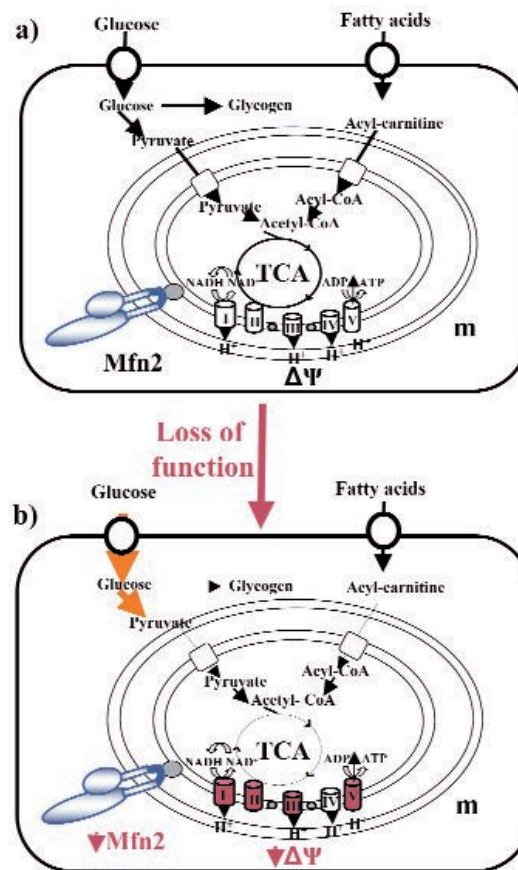 a)
Glucose
Fatty acids
Glucose
Glycogen
Acyl-carnitine
Pyruvate
Pyruvate
Acyl-CoA
Acetyl-CoA
TCA
NADH NAD⁺
ADP ATP
I
II
III
IV
V
m
Mfn2
H⁺
H⁺
H⁺
H⁺
ΔΨ
Loss of
function
b)
Glucose
Fatty acids
Glucose
Glycogen
Acyl-carnitine
Pyruvate
Pyruvate
Acyl-CoA
Acetyl- CoA
TCA
NADH NAD⁺
ADP ATP
I
II
III
IV
V
m
Mfn2
H⁺
H⁺
H⁺
H⁺
ΔΨ